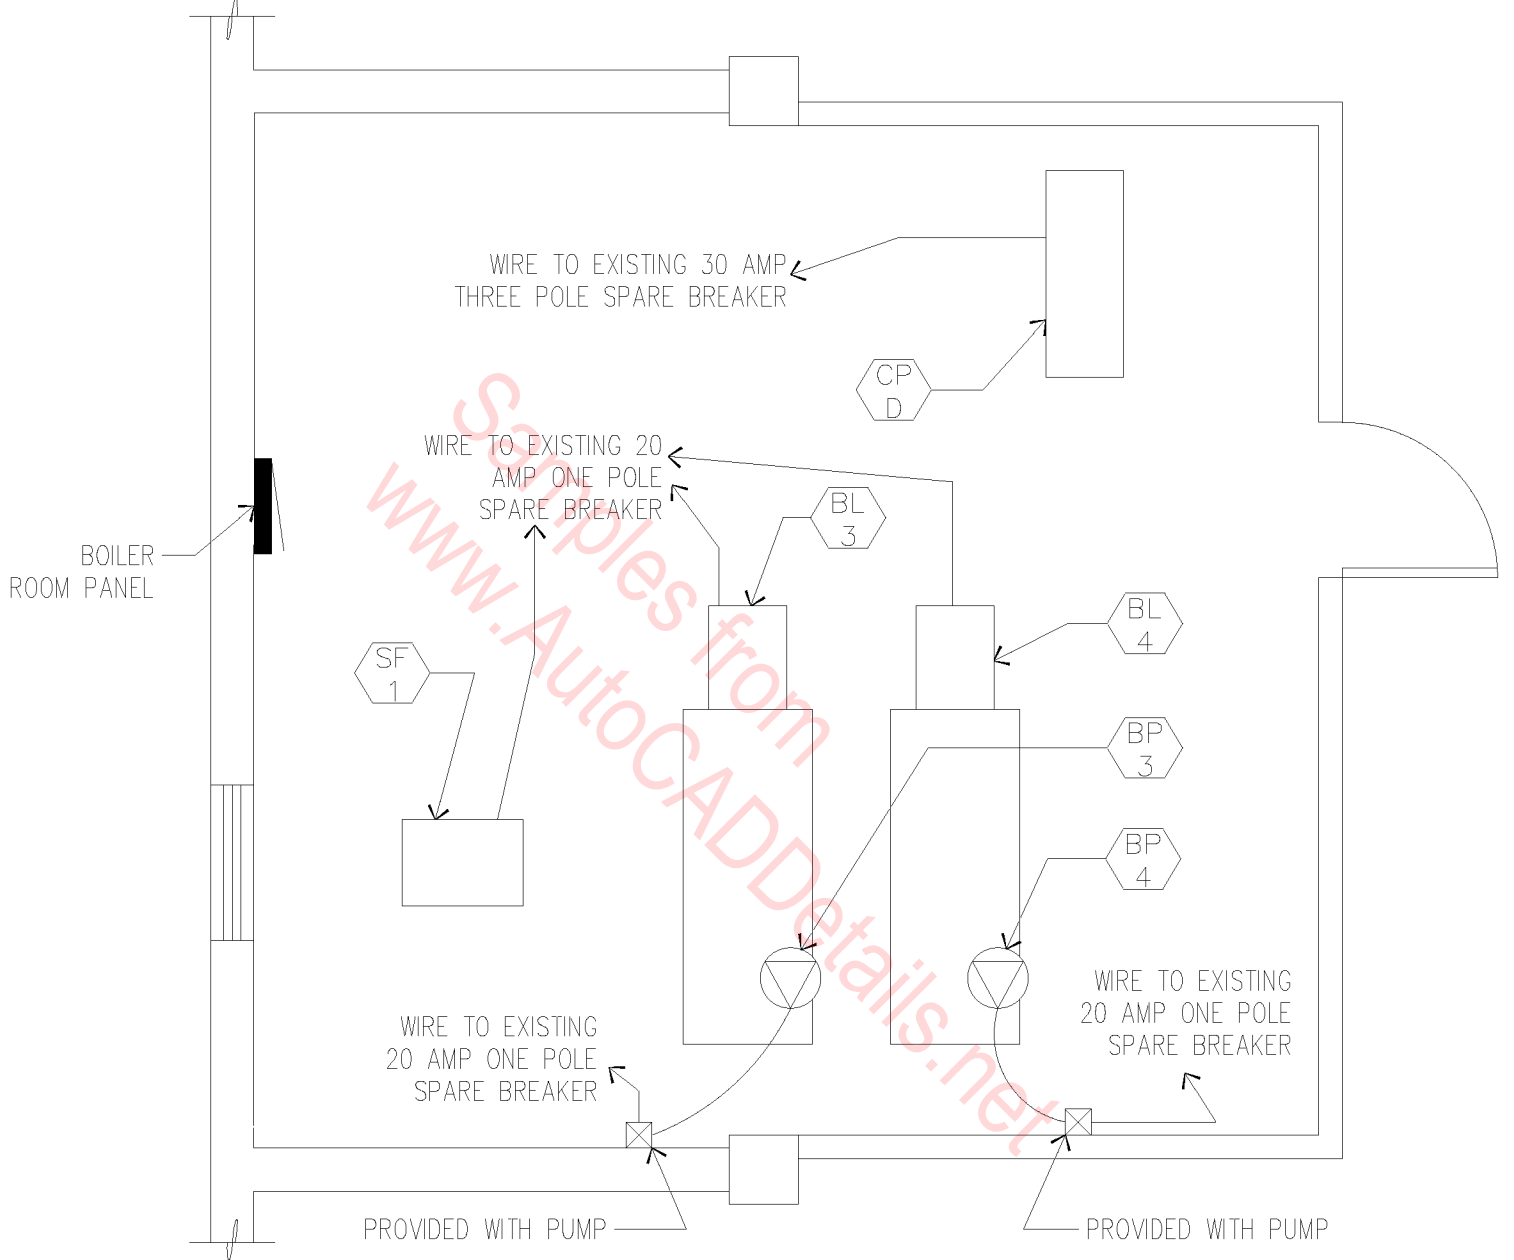 WIRE TO EXISTING 30 AMP
THREE POLE SPARE BREAKER
CP
D
WIRE TO EXISTING 20
AMP ONE POLE
SPARE BREAKER
BL
3
BOILER
ROOM PANEL
BL
4
SF
1
BP
3
BP
4
WIRE TO EXISTING
20 AMP ONE POLE
SPARE BREAKER
WIRE TO EXISTING
20 AMP ONE POLE
SPARE BREAKER
PROVIDED WITH PUMP
PROVIDED WITH PUMP
Samples from
www.AutoCADDetails.net